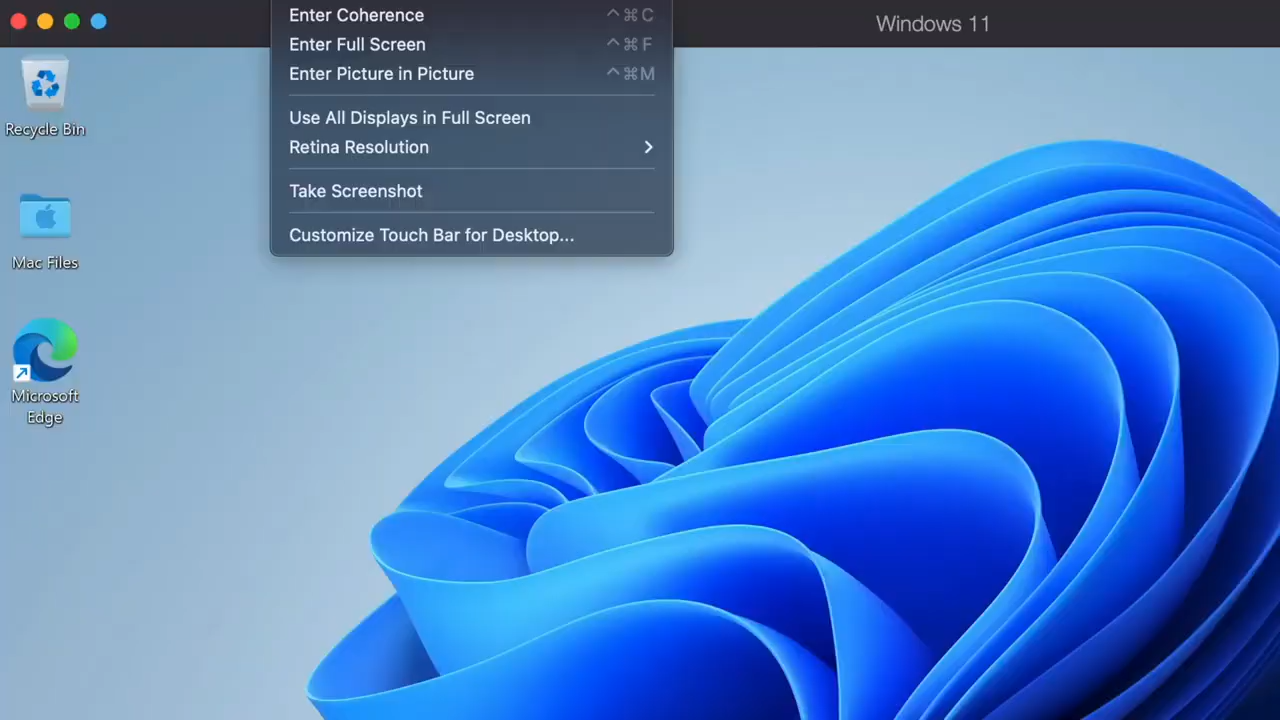 Enter Coherence ^⌘C
Windows 11
Enter Full Screen ^⌘F
Enter Picture in Picture ^⌘M
Use All Displays in Full Screen
Retina Resolution
Take Screenshot
Customize Touch Bar for Desktop...
Recycle Bin
Mac Files
Microsoft
Edge